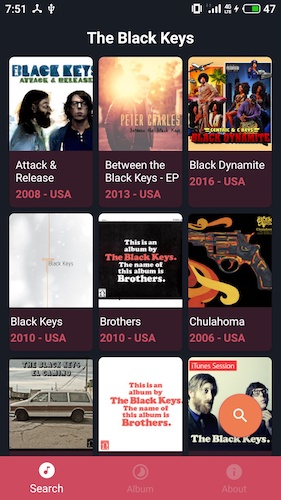 7:51
4G
LTE
47
The Black Keys
BLACK KEYS
ATTACK & RELEASE
PETER CHARLES
between the Black Keys
BLACK DYNAMITE
Attack &
Release
2008 - USA
Between the
Black Keys - EP
2013 - USA
Black Dynamite
2016 - USA
Black Keys
This is an
album by
The Black Keys.
The name of
this album is
Brothers.
Chulahoma
Black Keys
2010 - USA
Brothers
2010 - USA
Chulahoma
2006 - USA
THE BLACK KEYS
EL CAMINO
This is an
album by
The Black Keys.
The name of
this album is
Brothers.
iTunes Session
The Black Keys
Search
Album
About